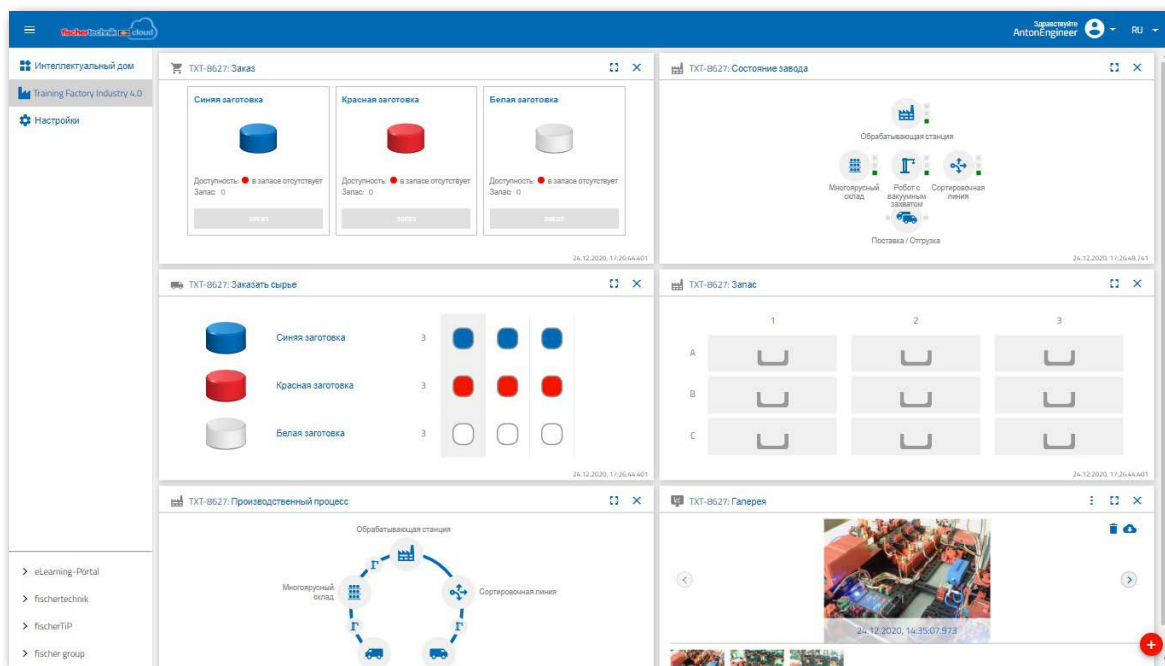 fischertechnik cloud
Здравствуйте
AntonEngineer
RU
Интеллектуальный дом
Training Factory Industry 4.0
Настройки
TXT-8627: Заказ
Синяя заготовка
Красная заготовка
Белая заготовка
Доступность: в запасе отсутствует
Запас: 0
Доступность: в запасе отсутствует
Запас: 0
Доступность: в запасе отсутствует
Запас: 0
ЗАКАЗ
ЗАКАЗ
ЗАКАЗ
24.12.2020, 17:26:44.401
TXT-8627: Состояние завода
Обрабатывающая станция
Многоярусный
склад
Робот с
вакуумным
захватом
Сортировочная
линия
Поставка / Отгрузка
24.12.2020, 17:26:49.741
TXT-8627: Заказать сырье
Синяя заготовка 3
Красная заготовка 3
Белая заготовка 3
24.12.2020, 17:26:44.401
TXT-8627: Запас
1 2 3
A
B
C
24.12.2020, 17:26:44.401
TXT-8627: Производственный процесс
Обрабатывающая станция
Многоярусный
склад
Сортировочная линия
TXT-8627: Галерея
24.12.2020, 14:35:07.973
eLearning-Portal
fischertechnik
fischerTiP
fischer group